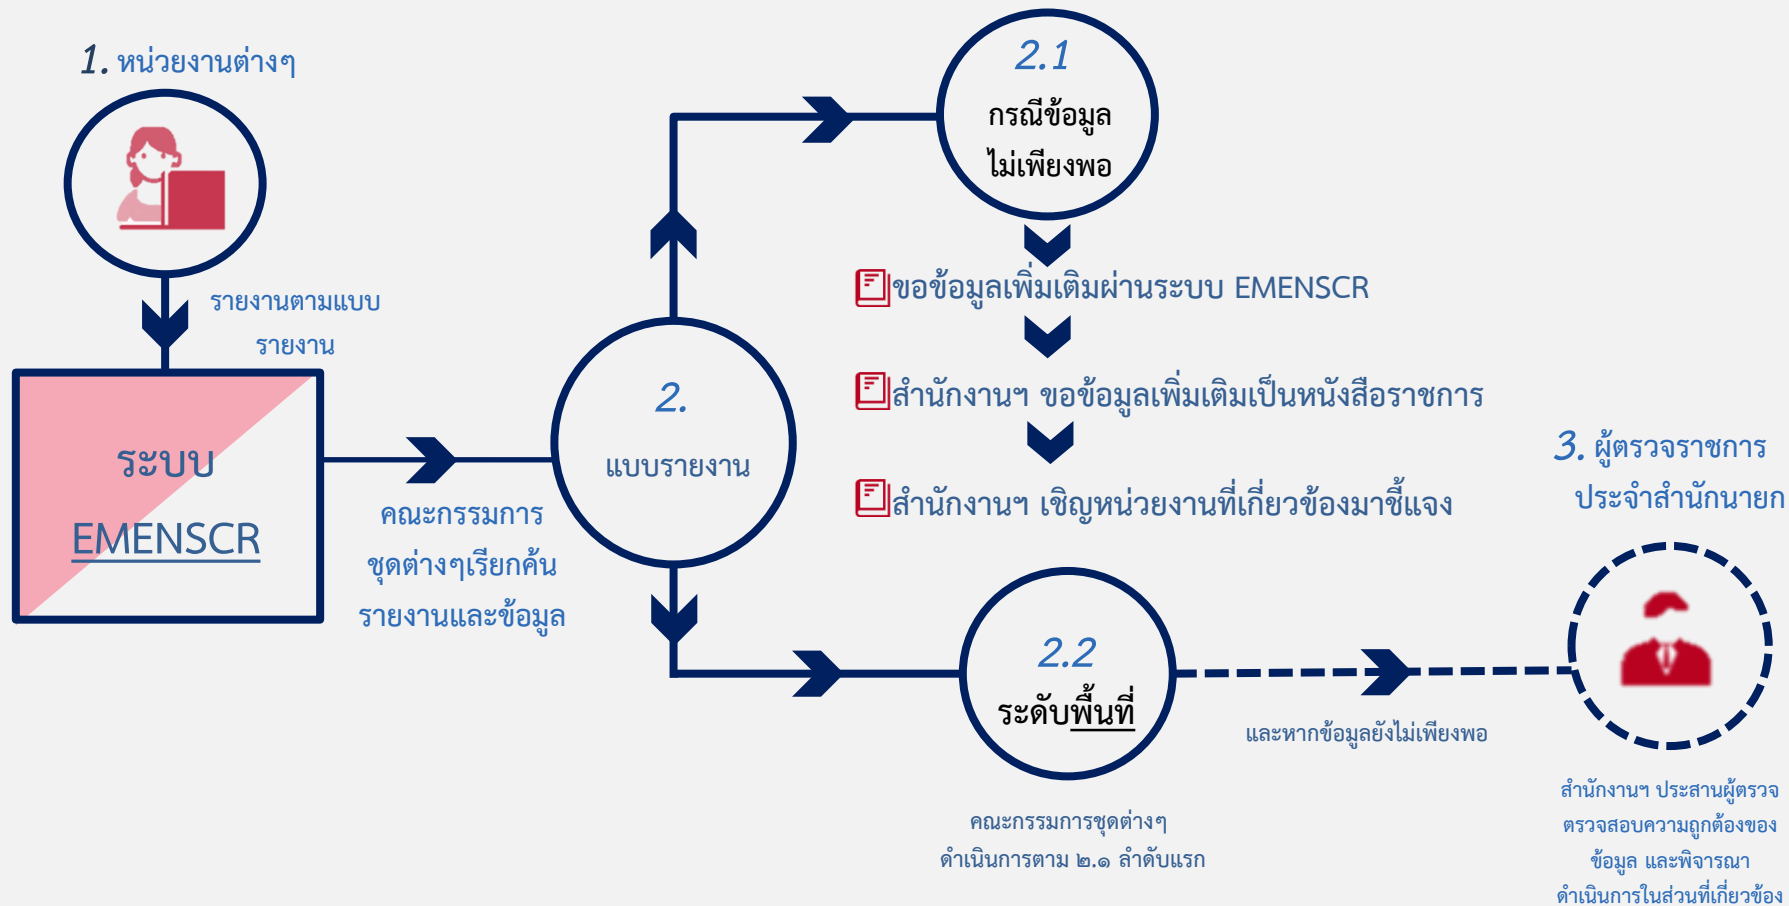 1. หน่วยงานต่างๆ
รายงานตามแบบ
รายงาน
ระบบ
EMENSCR
คณะกรรมการ
ชุดต่างๆเรียกค้น
รายงานและข้อมูล
2.
แบบรายงาน
2.1
กรณีข้อมูล
ไม่เพียงพอ
ขอข้อมูลเพิ่มเติมผ่านระบบ EMENSCR
สำนักงานฯ ขอข้อมูลเพิ่มเติมเป็นหนังสือราชการ
สำนักงานฯ เชิญหน่วยงานที่เกี่ยวข้องมาชี้แจง
2.2
ระดับพื้นที่
คณะกรรมการชุดต่างๆ
ดำเนินการตาม ๒.๑ ลำดับแรก
และหากข้อมูลยังไม่เพียงพอ
3. ผู้ตรวจราชการ
ประจำสำนักนายก
สำนักงานฯ ประสานผู้ตรวจ
ตรวจสอบความถูกต้องของ
ข้อมูล และพิจารณา
ดำเนินการในส่วนที่เกี่ยวข้อง